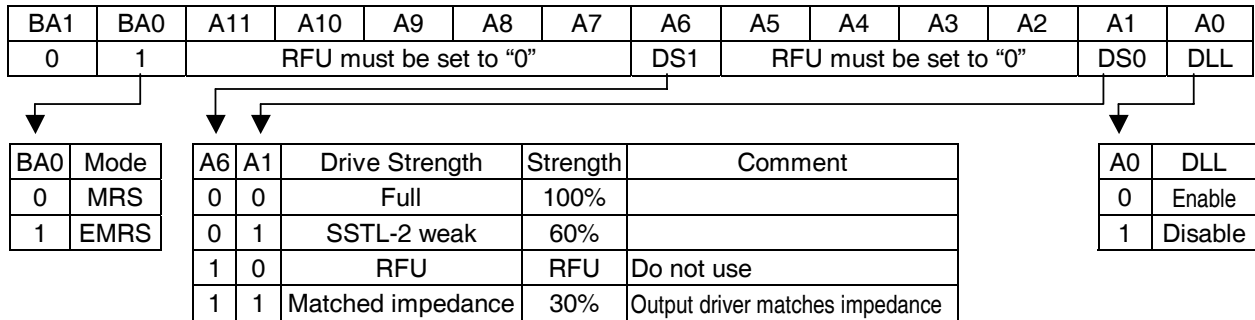 BA1 BA0 A11 A10 A9 A8 A7 A6 A5 A4 A3 A2 A1 A0
0 1 RFU must be set to “0” DS1 RFU must be set to “0” DS0 DLL
BA0 Mode
0 MRS
1 EMRS
A6 A1 Drive Strength Strength Comment
0 0 Full 100%
0 1 SSTL-2 weak 60%
1 0 RFU RFU Do not use
1 1 Matched impedance 30% Output driver matches impedance
A0 DLL
0 Enable
1 Disable